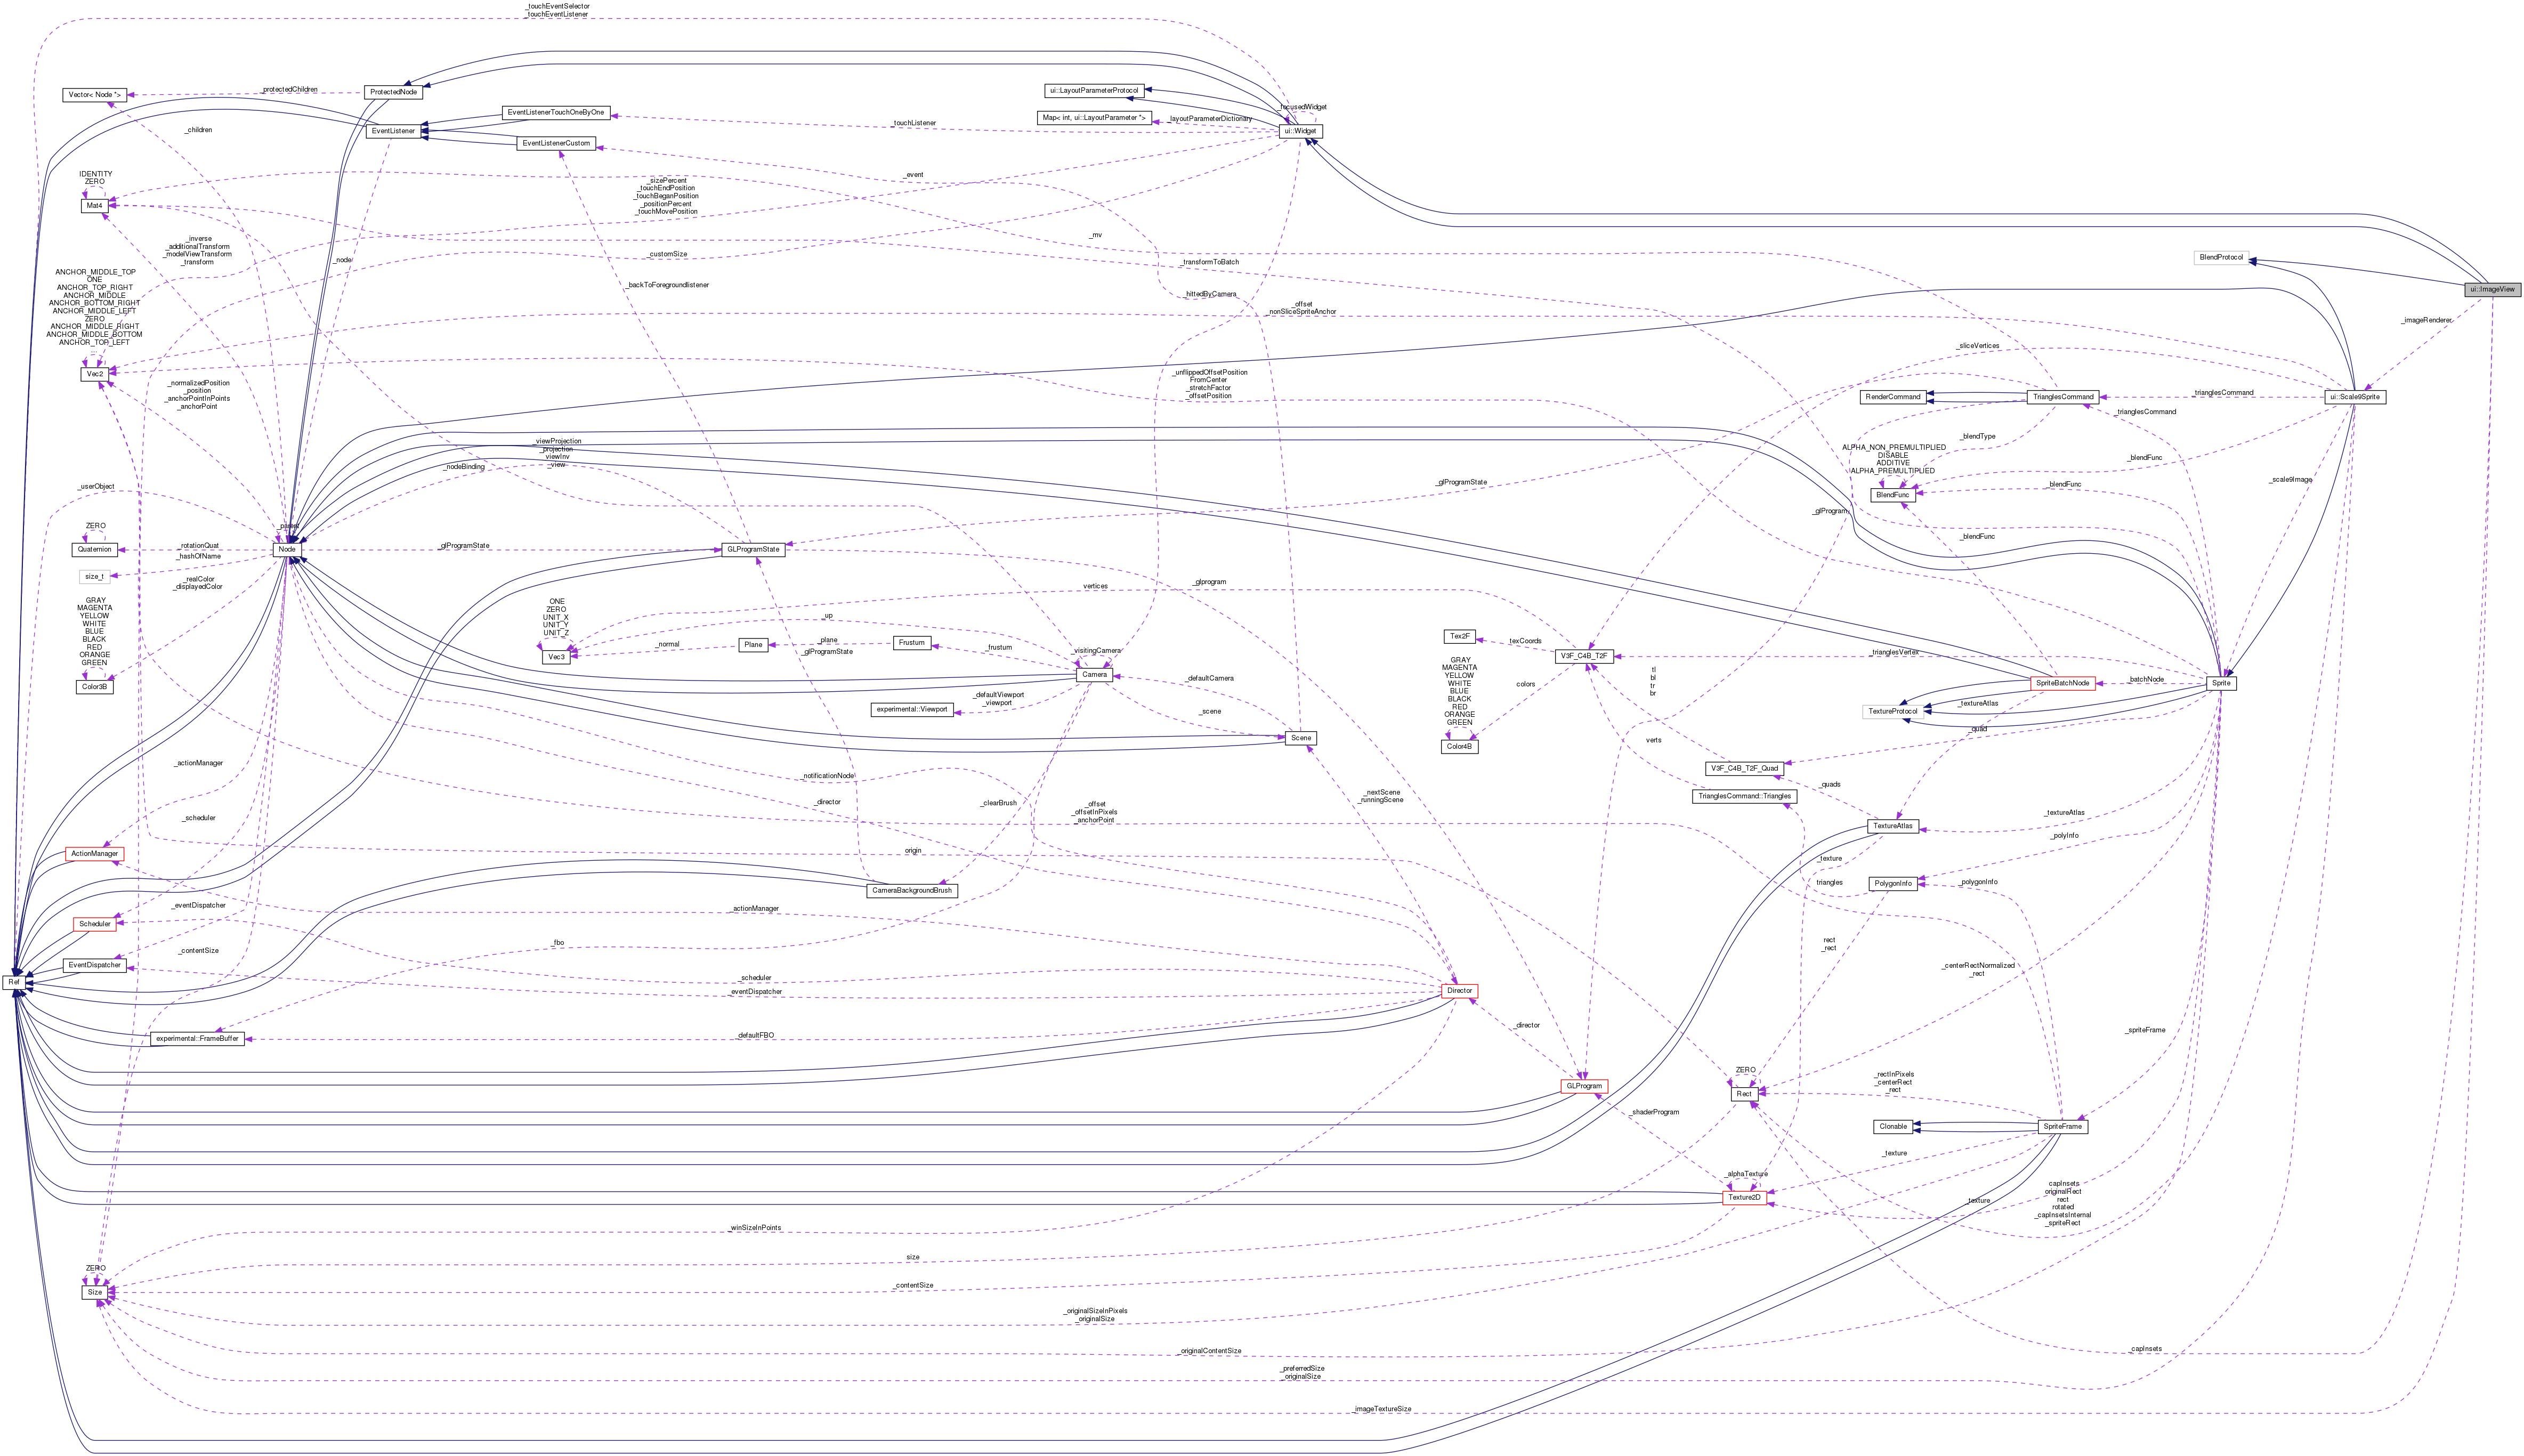 _touchEventSelector
_touchEventListener
Vector< Node *>
_protectedChildren
ProtectedNode
ui::LayoutParameterProtocol
EventListenerTouchOneByOne
_focusedWidget
Map< int, ui::LayoutParameter *>
_layoutParameterDictionary
_touchListener
_children
EventListener
ui::Widget
EventListenerCustom
IDENTITY
ZERO
_event
_sizePercent
_touchEndPosition
_touchBeganPosition
_positionPercent
_touchMovePosition
Mat4
_inverse
_additionalTransform
_modelViewTransform
_transform
_mv
_node
_customSize
_transformToBatch
BlendProtocol
ANCHOR_MIDDLE_TOP
ONE
ANCHOR_TOP_RIGHT
ANCHOR_MIDDLE
ANCHOR_BOTTOM_RIGHT
ANCHOR_MIDDLE_LEFT
ZERO
ANCHOR_MIDDLE_RIGHT
ANCHOR_MIDDLE_BOTTOM
ANCHOR_TOP_LEFT
...
_backToForegroundlistener
_hittedByCamera
ui::ImageView
_offset
_nonSliceSpriteAnchor
_imageRenderer
_sliceVertices
Vec2
_normalizedPosition
_position
_anchorPointInPoints
_anchorPoint
_unflippedOffsetPosition
FromCenter
_stretchFactor
_offsetPosition
RenderCommand
TrianglesCommand
_trianglesCommand
ui::Scale9Sprite
_trianglesCommand
_viewProjection
_projection
_viewInv
_view
_nodeBinding
_blendType
ALPHA_NON_PREMULTIPLIED
DISABLE
ADDITIVE
ALPHA_PREMULTIPLIED
_blendFunc
_userObject
_glProgramState
_blendFunc
_scale9Image
BlendFunc
_glProgram
ZERO
_parent
_blendFunc
Quaternion
_rotationQuat
Node
_glProgramState
GLProgramState
_hashOfName
size_t
_realColor
_displayedColor
_glprogram
vertices
GRAY
MAGENTA
YELLOW
WHITE
BLUE
BLACK
RED
ORANGE
GREEN
ONE
ZERO
UNIT_X
UNIT_Y
UNIT_Z
_up
_plane
Plane
Frustum
_normal
Vec3
_glProgramState
_frustum
_visitingCamera
Tex2F
texCoords
V3F_C4B_T2F
_trianglesVertex
Color3B
Camera
_defaultCamera
GRAY
MAGENTA
YELLOW
WHITE
BLUE
BLACK
RED
ORANGE
GREEN
colors
tl
bl
tr
br
SpriteBatchNode
_batchNode
Sprite
_defaultViewport
_viewport
experimental::Viewport
_scene
_textureAtlas
TextureProtocol
Scene
Color4B
verts
_quad
_actionManager
_notificationNode
V3F_C4B_T2F_Quad
_quads
_nextScene
_runningScene
TrianglesCommand::Triangles
_director
_clearBrush
_offset
_offsetInPixels
_anchorPoint
_scheduler
_textureAtlas
TextureAtlas
_polyInfo
ActionManager
origin
_texture
CameraBackgroundBrush
triangles
PolygonInfo
_polygonInfo
_eventDispatcher
_actionManager
Scheduler
_fbo
_contentSize
rect
_rect
EventDispatcher
_scheduler
_centerRectNormalized
_rect
Ref
_eventDispatcher
Director
_director
_defaultFBO
experimental::FrameBuffer
_spriteFrame
ZERO
_rectInPixels
_centerRect
_rect
GLProgram
Rect
_shaderProgram
Clonable
SpriteFrame
_texture
_alphaTexture
Texture2D
_texture
_capInsets
_originalRect
rect
rotated
_capInsetsInternal
_spriteRect
_winSizeInPoints
size
ZERO
Size
_contentSize
_originalSizeInPixels
_originalSize
_originalContentSize
_capInsets
_preferredSize
_originalSize
_imageTextureSize